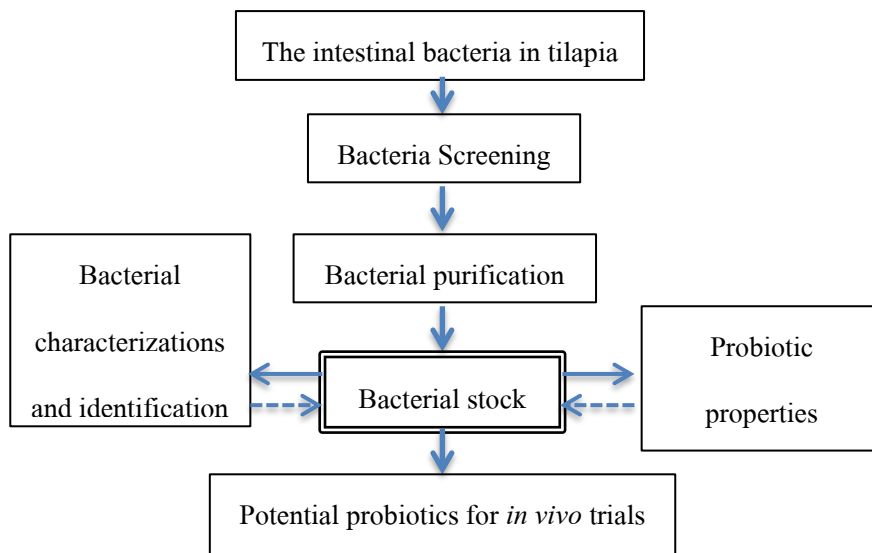 The intestinal bacteria in tilapia
Bacteria Screening
Bacterial purification
Bacterial
characterizations
and identification
Bacterial stock
Probiotic
properties
Potential probiotics for in vivo trials